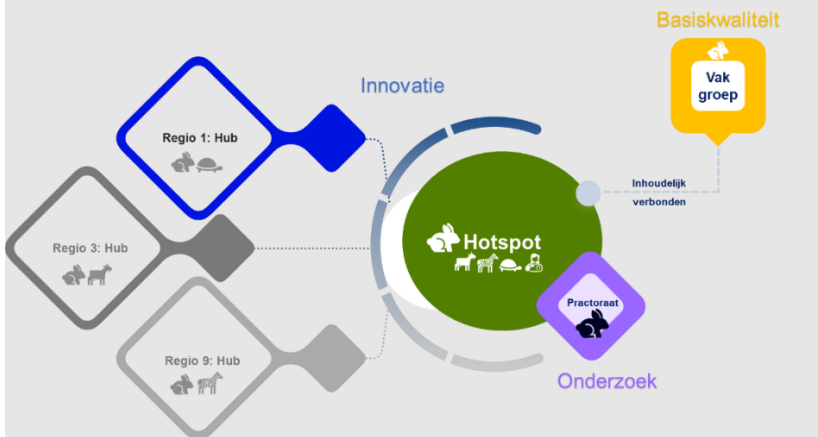 Basiskwaliteit
Vak
groep
Innovatie
Regio 1: Hub
Inhoudelijk
verbonden
Regio 3: Hub
Hotspot
Practoraat
Regio 9: Hub
Onderzoek